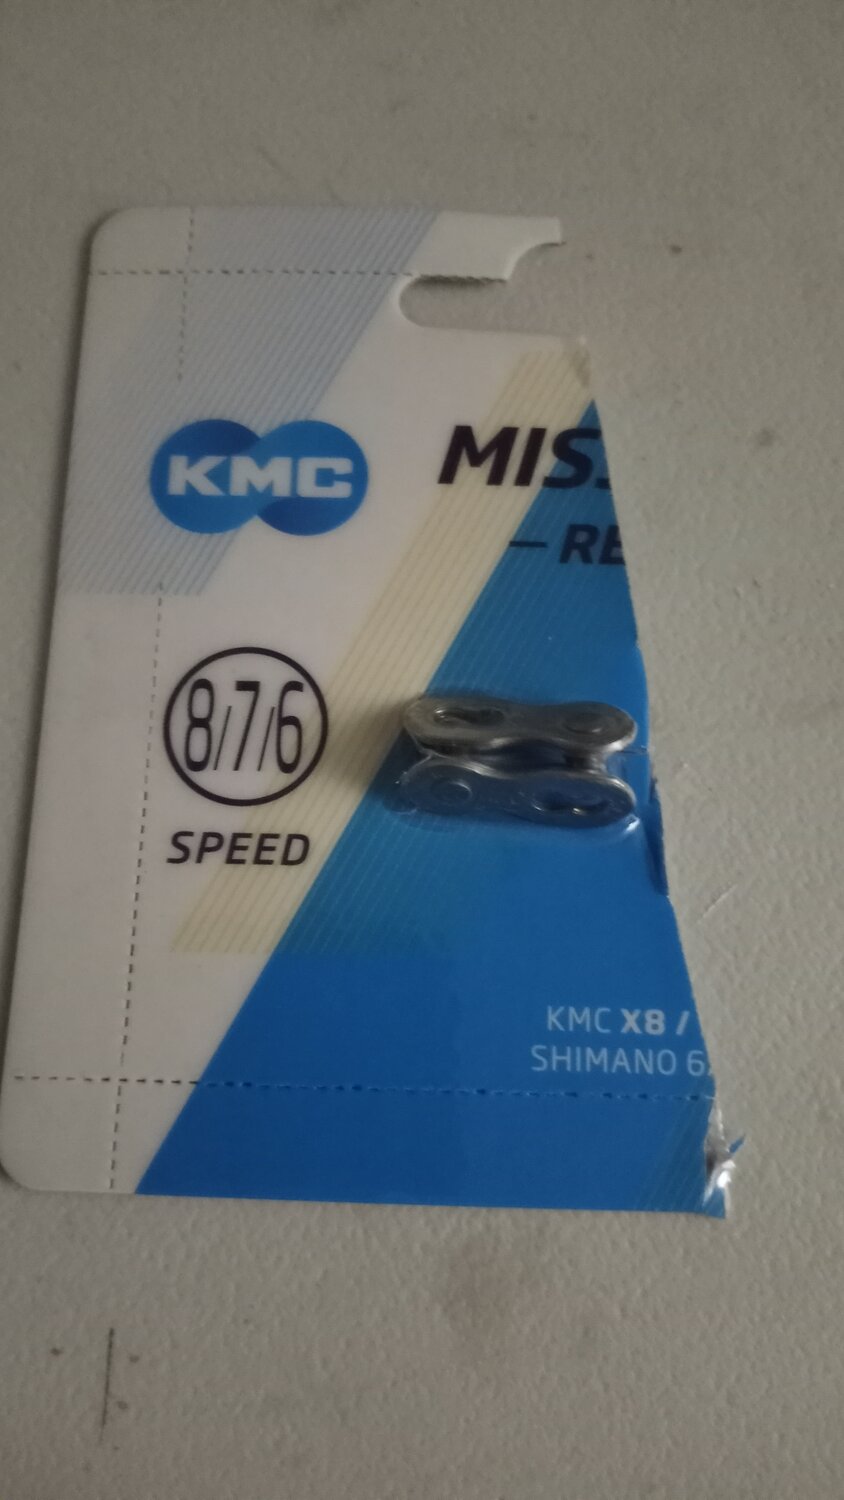 KMC
MIS
– RE
8/7/6
SPEED
KMC X8 /
SHIMANO 6